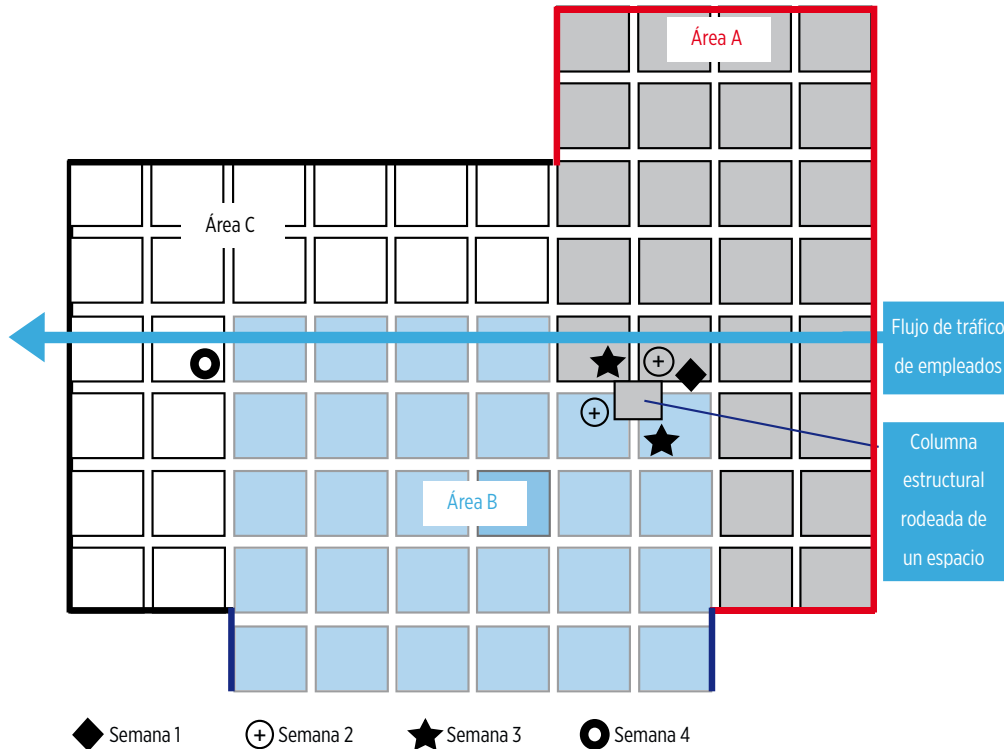 Área A
Área C
Flujo de tráfico
de empleados
Columna
estructural
rodeada de
un espacio
Área B
Semana 1
Semana 2
Semana 3
Semana 4